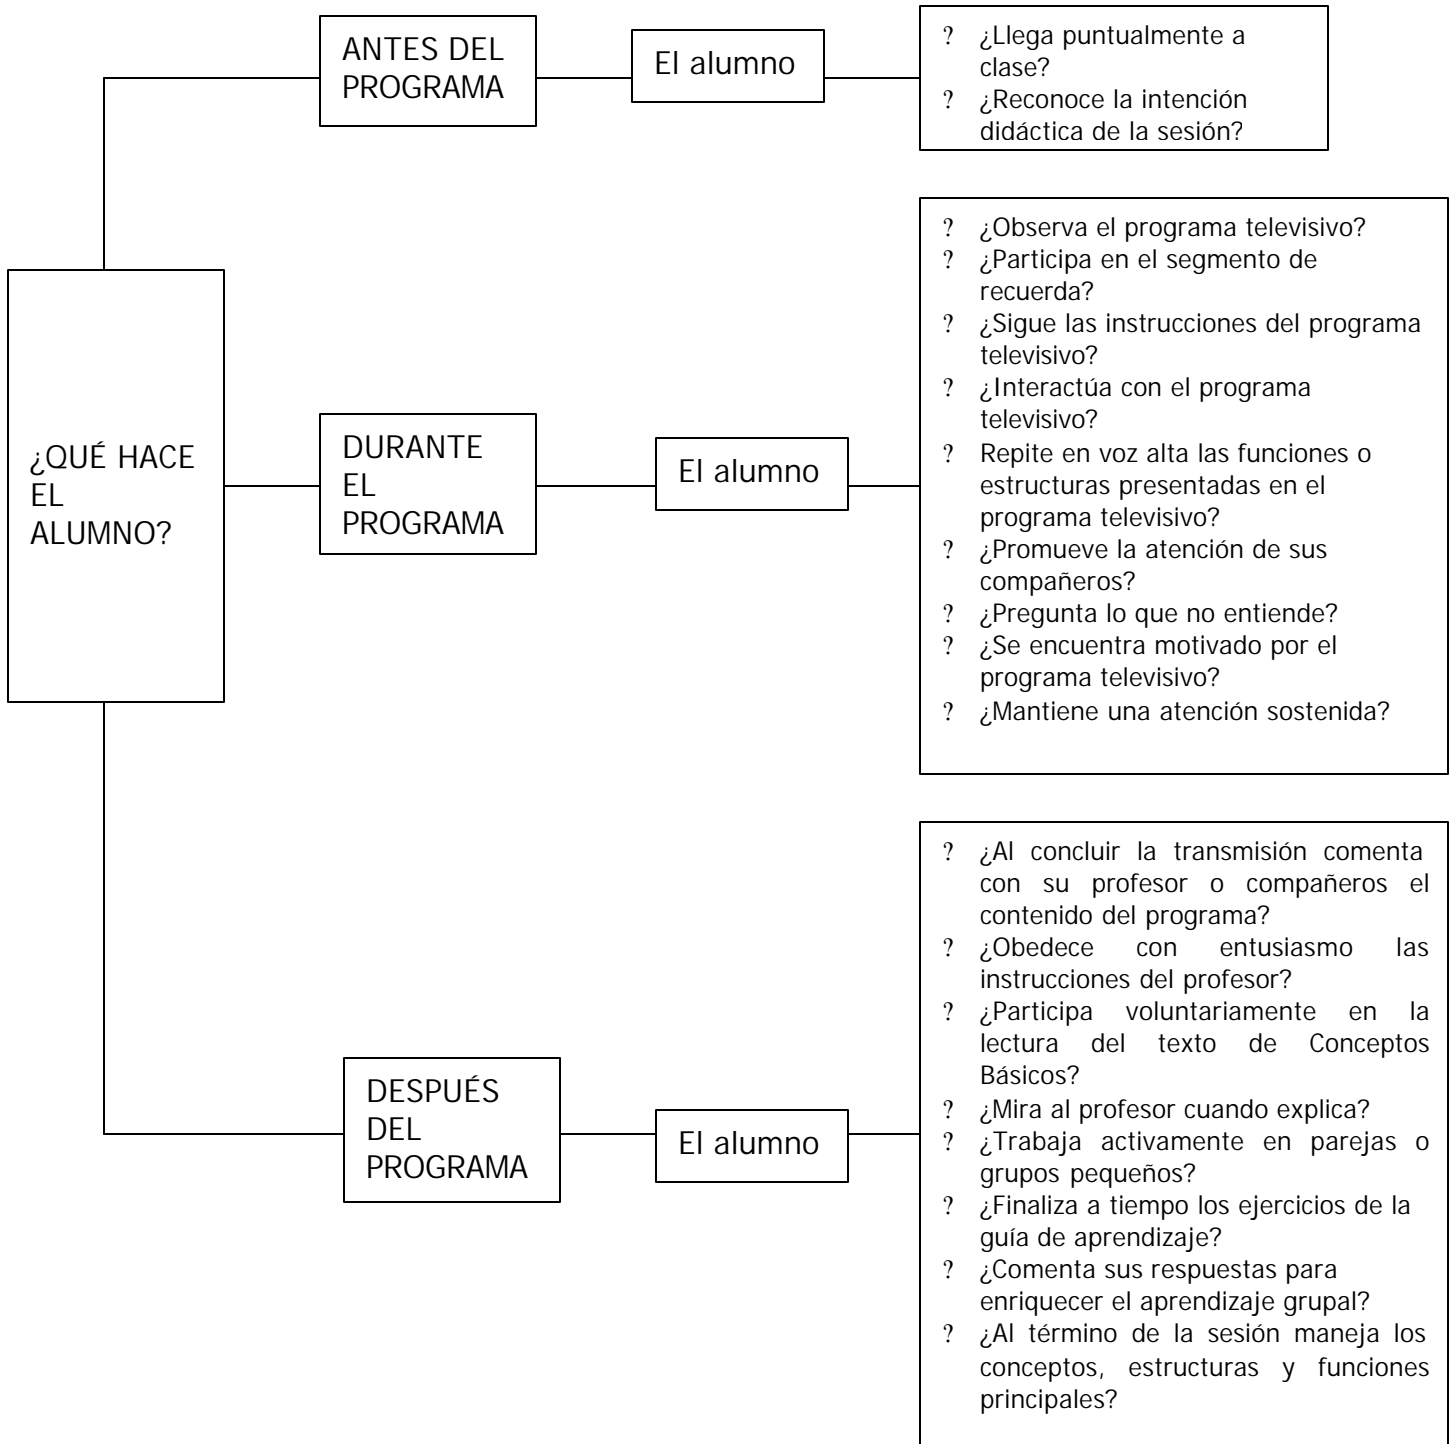 ANTES DEL
PROGRAMA
El alumno
? ¿Llega puntualmente a
clase?
? ¿Reconoce la intención
didáctica de la sesión?
¿QUÉ HACE
EL
ALUMNO?
DURANTE
EL
PROGRAMA
El alumno
? ¿Observa el programa televisivo?
? ¿Participa en el segmento de
recuerda?
? ¿Sigue las instrucciones del programa
televisivo?
? ¿Interactúa con el programa
televisivo?
? Repite en voz alta las funciones o
estructuras presentadas en el
programa televisivo?
? ¿Promueve la atención de sus
compañeros?
? ¿Pregunta lo que no entiende?
? ¿Se encuentra motivado por el
programa televisivo?
? ¿Mantiene una atención sostenida?
DESPUÉS
DEL
PROGRAMA
El alumno
? ¿Al concluir la transmisión comenta
con su profesor o compañeros el
contenido del programa?
? ¿Obedece con entusiasmo las
instrucciones del profesor?
? ¿Participa voluntariamente en la
lectura del texto de Conceptos
Básicos?
? ¿Mira al profesor cuando explica?
? ¿Trabaja activamente en parejas o
grupos pequeños?
? ¿Finaliza a tiempo los ejercicios de la
guía de aprendizaje?
? ¿Comenta sus respuestas para
enriquecer el aprendizaje grupal?
? ¿Al término de la sesión maneja los
conceptos, estructuras y funciones
principales?